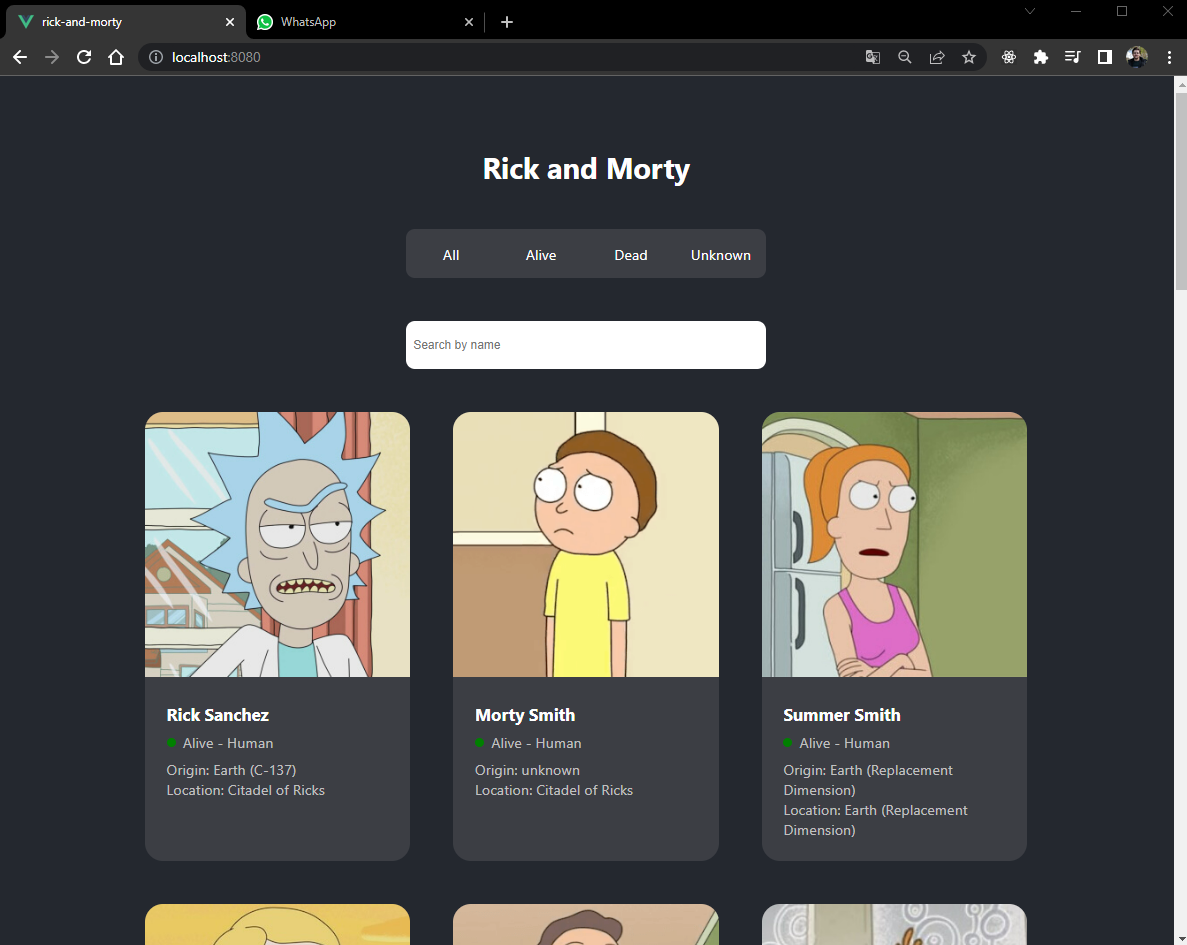 rick-and-morty
WhatsApp
localhost:8080
Rick and Morty
All Alive Dead Unknown
Search by name
Rick Sanchez
Alive - Human
Origin: Earth (C-137)
Location: Citadel of Ricks
Morty Smith
Alive - Human
Origin: unknown
Location: Citadel of Ricks
Summer Smith
Alive - Human
Origin: Earth (Replacement
Dimension)
Location: Earth (Replacement
Dimension)